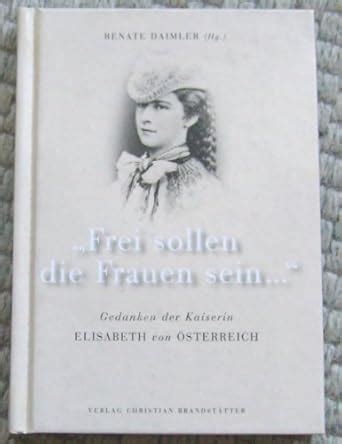 RENATE DAIMLER (Hg.)
„Frei sollen
die Frauen sein...“
Gedanken der Kaiserin
ELISABETH von ÖSTERREICH
VERLAG CHRISTIAN BRANDSTÄTTER